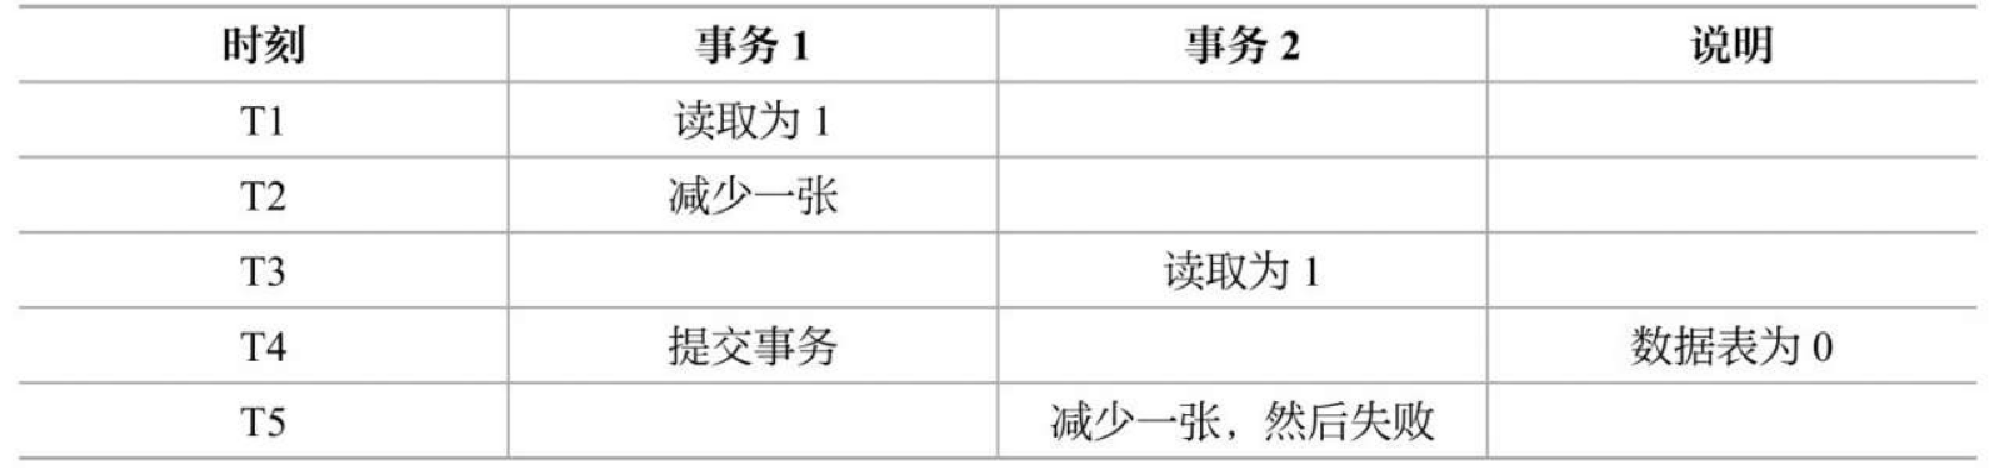 时刻 事务 1 事务 2 说明
T1 读取为 1
T2 减少一张
T3 读取为 1
T4 提交事务 数据表为 0
T5 减少一张，然后失败